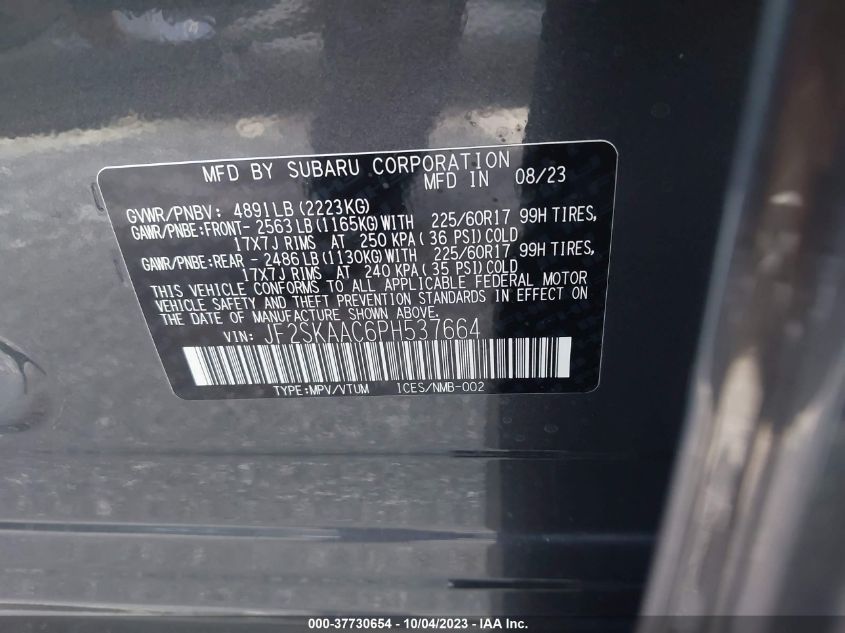 MFD BY SUBARU CORPORATION
MFD IN 08/23
GVWR/PNBV: 4891LB (2223KG)
GAWR/PNBE:FRONT- 2563LB (1165KG)WITH 225/60R17 99H TIRES,
17X7J RIMS AT 250 KPA( 36 PSI)COLD
GAWR/PNBE:REAR - 2486LB (1130KG)WITH 225/60R17 99H TIRES,
17X7J RIMS AT 240 KPA( 35 PSI)COLD
THIS VEHICLE CONFORMS TO ALL APPLICABLE FEDERAL MOTOR
VEHICLE SAFETY AND THEFT PREVENTION STANDARDS IN EFFECT ON
THE DATE OF MANUFACTURE SHOWN ABOVE.
VIN: JF2SKAAC6PH537664
TYPE:MPV/VTUM ICES/NMB-002
000-37730654 - 10/04/2023 - IAA Inc.